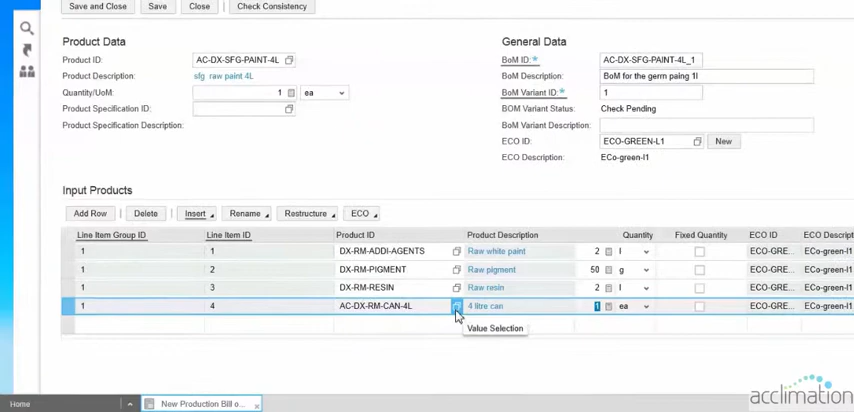 Save and Close Save Close Check Consistency
Product Data
Product ID: AC-DX-SFG-PAINT-4L
Product Description: sfg raw paint 4L
Quantity/UoM: 1 ea
Product Specification ID:
Product Specification Description:
General Data
BoM ID:* AC-DX-SFG-PAINT-4L_1
BoM Description: BoM for the germ paing 1l
BoM Variant ID:* 1
BOM Variant Status: Check Pending
BoM Variant Description:
ECO ID: ECO-GREEN-L1 New
ECO Description: ECo-green-l1
Input Products
Add Row Delete Insert Rename Restructure ECO
Line Item Group ID Line Item ID Product ID Product Description Quantity Fixed Quantity ECO ID ECO Descript
1 1 DX-RM-ADDI-AGENTS Raw white paint 2 l ECO-GRE... ECo-green-l1
1 2 DX-RM-PIGMENT Raw pigment 50 g ECO-GRE... ECo-green-l1
1 3 DX-RM-RESIN Raw resin 2 l ECO-GRE... ECo-green-l1
1 4 AC-DX-RM-CAN-4L 4 litre can 1 ea ECO-GRE... ECo-green-l1
Value Selection
acclimation
Home New Production Bill o...